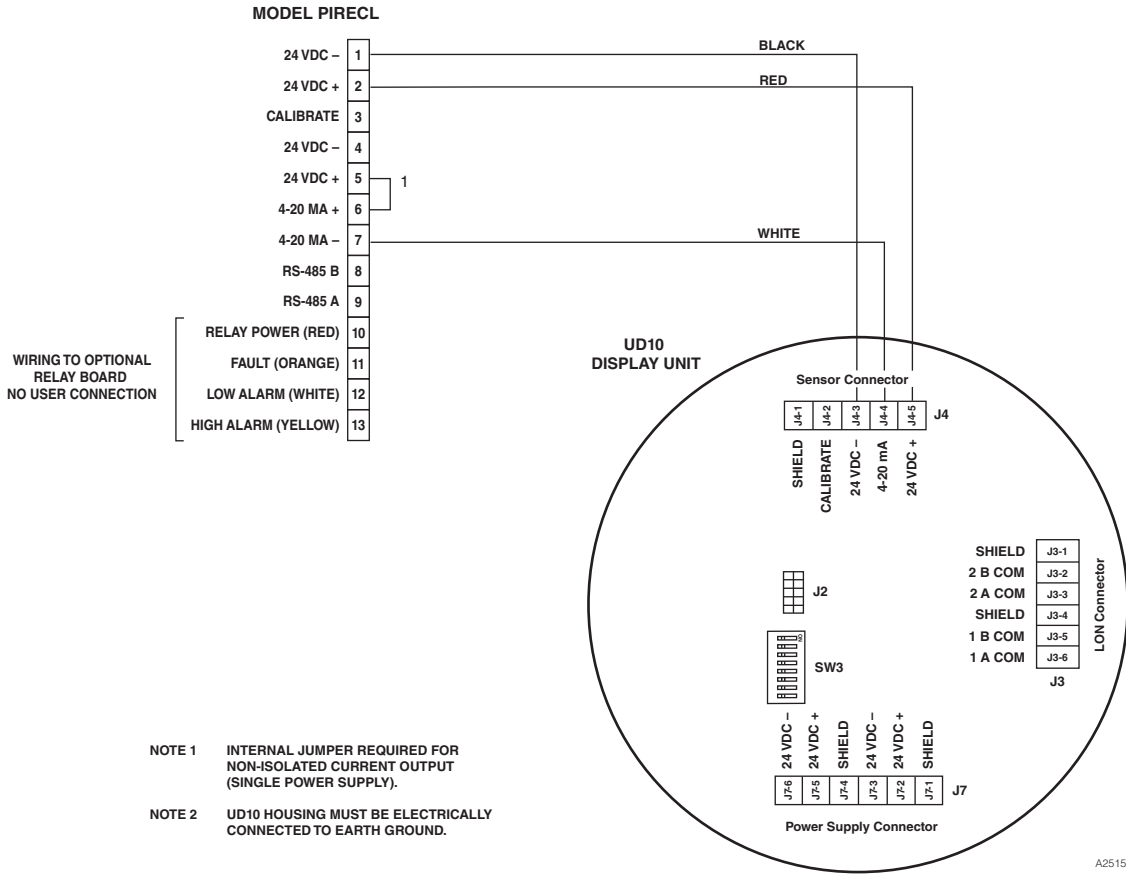 MODEL PIRECL
24 VDC – 1
24 VDC + 2
CALIBRATE 3
24 VDC – 4
24 VDC + 5
4-20 MA + 6
4-20 MA – 7
RS-485 B 8
RS-485 A 9
RELAY POWER (RED) 10
FAULT (ORANGE) 11
LOW ALARM (WHITE) 12
HIGH ALARM (YELLOW) 13
1
BLACK
RED
WHITE
WIRING TO OPTIONAL
RELAY BOARD
NO USER CONNECTION
UD10
DISPLAY UNIT
Sensor Connector
J4-1
J4-2
J4-3
J4-4
J4-5
J4
SHIELD
CALIBRATE
24 VDC –
4-20 mA
24 VDC +
SHIELD J3-1
2 B COM J3-2
2 A COM J3-3
SHIELD J3-4
1 B COM J3-5
1 A COM J3-6
J3
LON Connector
J2
ON
SW3
24 VDC –
24 VDC +
SHIELD
24 VDC –
24 VDC +
SHIELD
J7-6
J7-5
J7-4
J7-3
J7-2
J7-1
J7
Power Supply Connector
NOTE 1 INTERNAL JUMPER REQUIRED FOR
NON-ISOLATED CURRENT OUTPUT
(SINGLE POWER SUPPLY).
NOTE 2 UD10 HOUSING MUST BE ELECTRICALLY
CONNECTED TO EARTH GROUND.
A2515